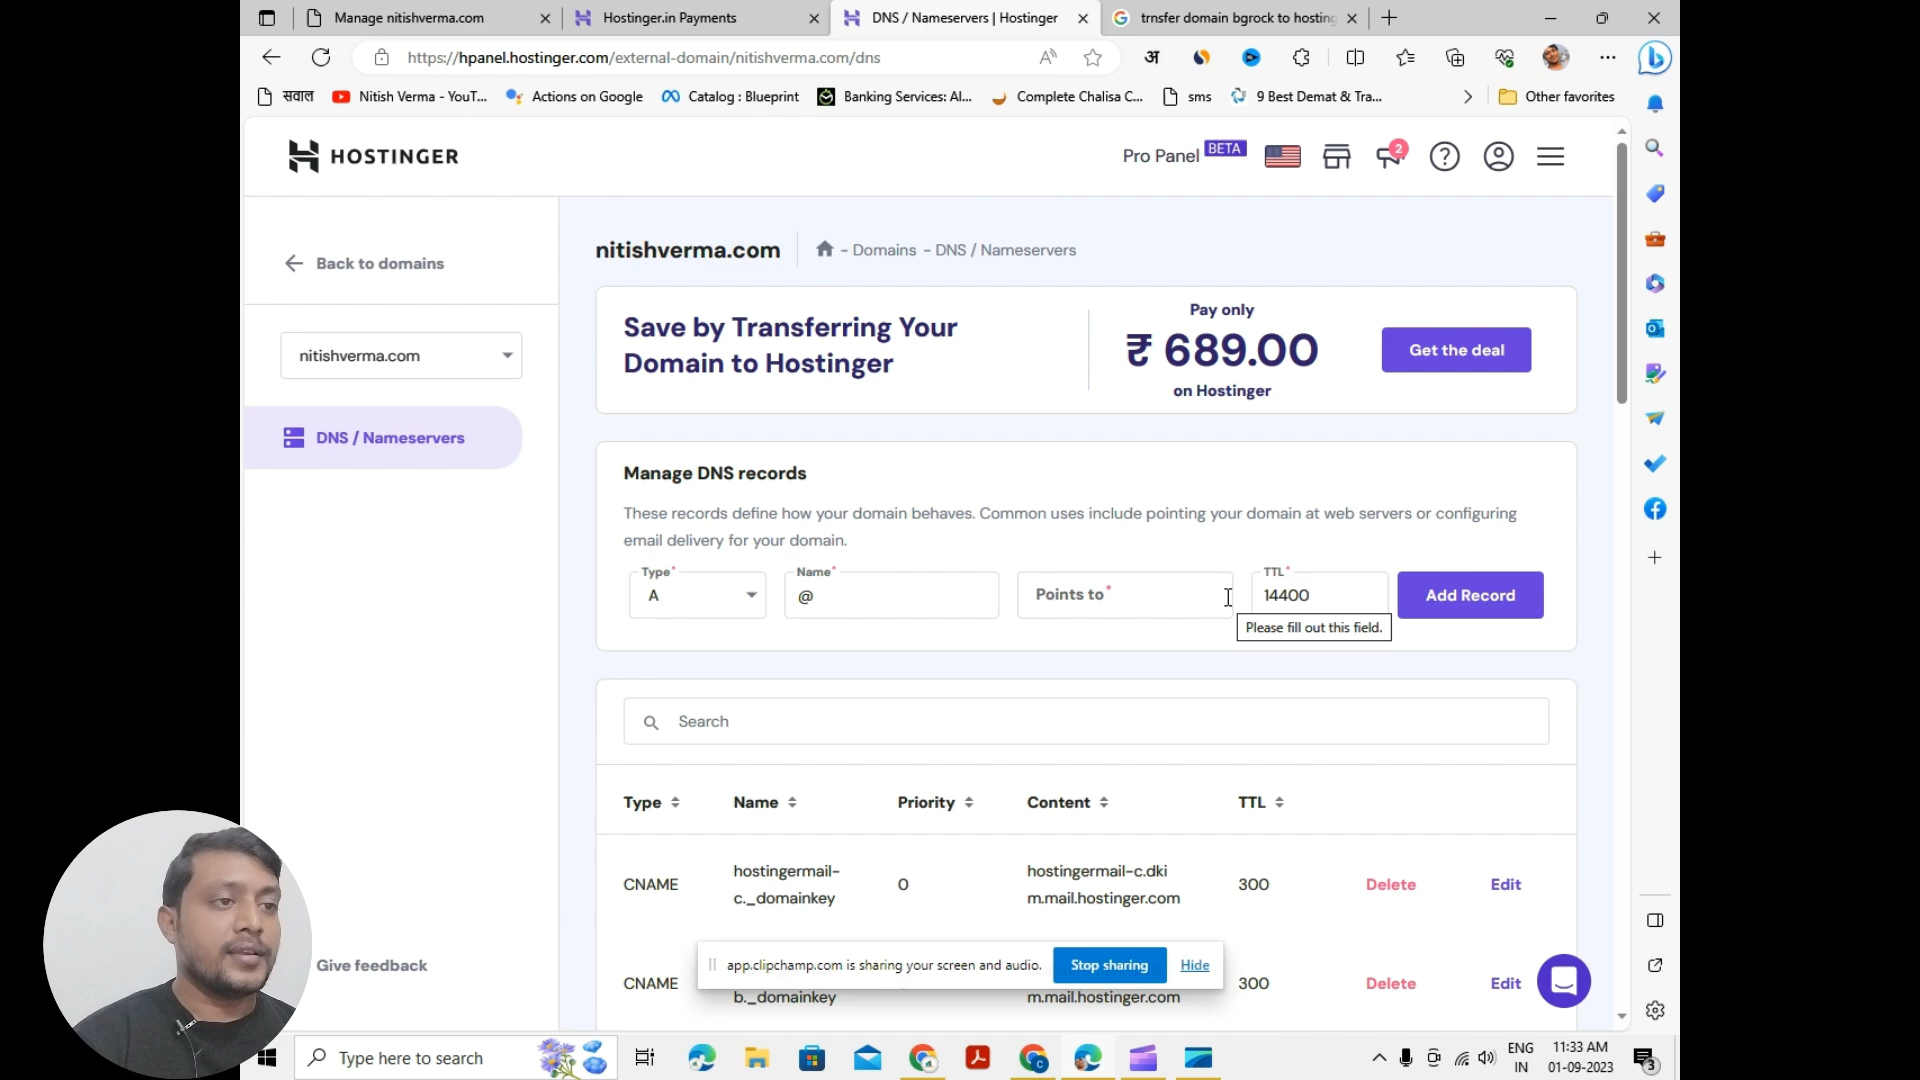 Manage nitishverma.com
Hostinger.in Payments
DNS / Nameservers | Hostinger
trnsfer domain bgrock to hosting
https://hpanel.hostinger.com/external-domain/nitishverma.com/dns
अ
सवाल
Nitish Verma - YouT...
Actions on Google
Catalog : Blueprint
Banking Services: Al...
Complete Chalisa C...
sms
9 Best Demat & Tra...
Other favorites
HOSTINGER
Pro Panel BETA
2
Back to domains
nitishverma.com
DNS / Nameservers
Give feedback
nitishverma.com
- Domains - DNS / Nameservers
Save by Transferring Your
Domain to Hostinger
Pay only
₹ 689.00
on Hostinger
Get the deal
Manage DNS records
These records define how your domain behaves. Common uses include pointing your domain at web servers or configuring
email delivery for your domain.
Type*
A
Name*
@
Points to*
TTL*
14400
Add Record
Please fill out this field.
Search
Type Name Priority Content TTL
CNAME
hostingermail-
c._domainkey
0
hostingermail-c.dki
m.mail.hostinger.com
300
Delete
Edit
CNAME
b._domainkey
m.mail.hostinger.com
300
Delete
Edit
app.clipchamp.com is sharing your screen and audio.
Stop sharing
Hide
Type here to search
ENG
IN
11:33 AM
01-09-2023
3